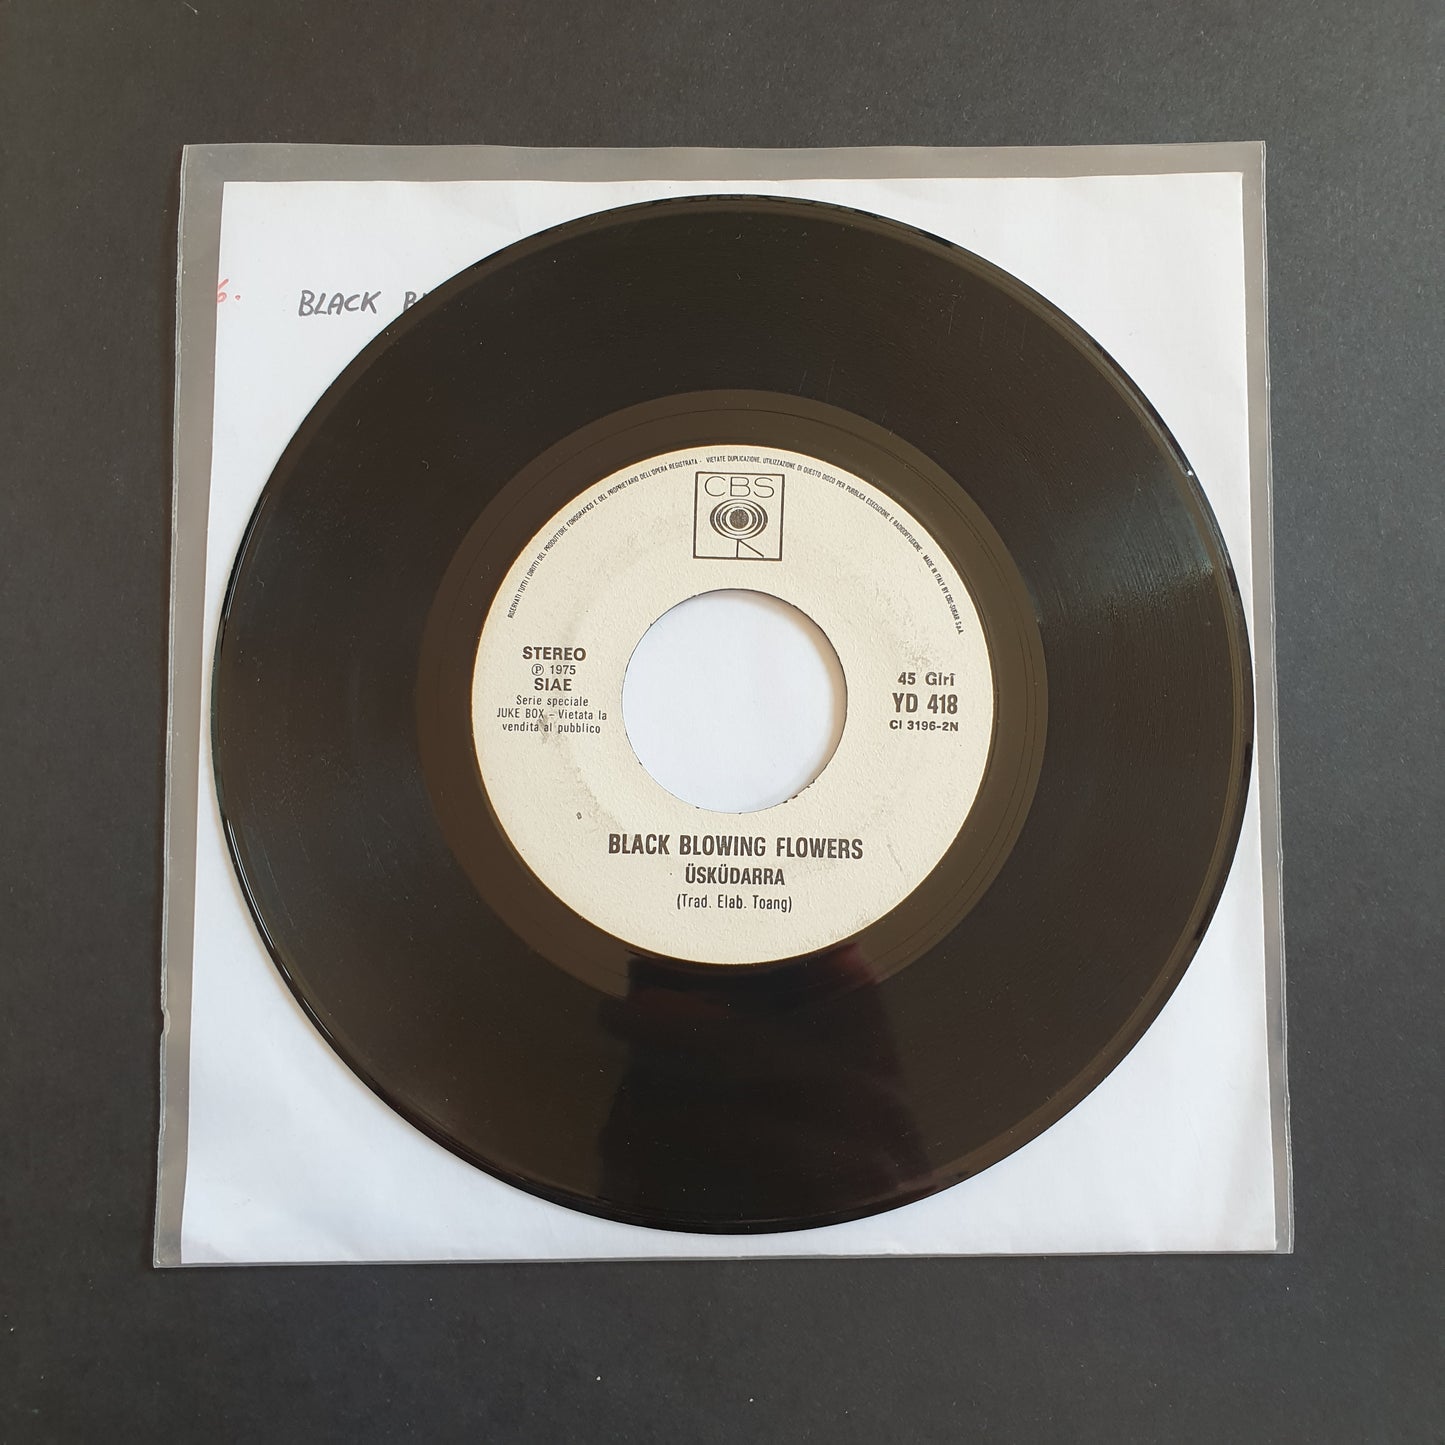 6.
BLACK
RISERVATI TUTTI I DIRITTI DEL PRODUTTORE FONOGRAFICO E DEL PROPRIETARIO DELL'OPERA REGISTRATA - VIETATE DUPLICAZIONE, UTILIZZAZIONE DI QUESTO DISCO PER PUBBLICA ESECUZIONE E RADIODIFFUSIONE - MADE IN ITALY BY CBS-SUGAR S.p.A.
CBS
STEREO
Ⓟ 1975
SIAE
Serie speciale
JUKE BOX - Vietata la
vendita al pubblico
45 Giri
YD 418
CI 3196-2N
BLACK BLOWING FLOWERS
ÜSKÜDARRA
(Trad. Elab. Toang)